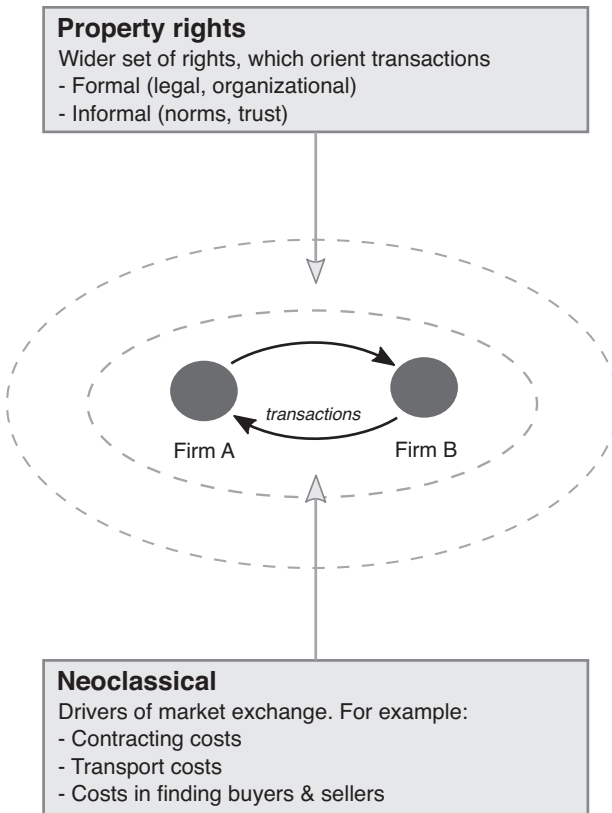 Property rights
Wider set of rights, which orient transactions
- Formal (legal, organizational)
- Informal (norms, trust)
transactions
Firm A
Firm B
Neoclassical
Drivers of market exchange. For example:
- Contracting costs
- Transport costs
- Costs in finding buyers & sellers